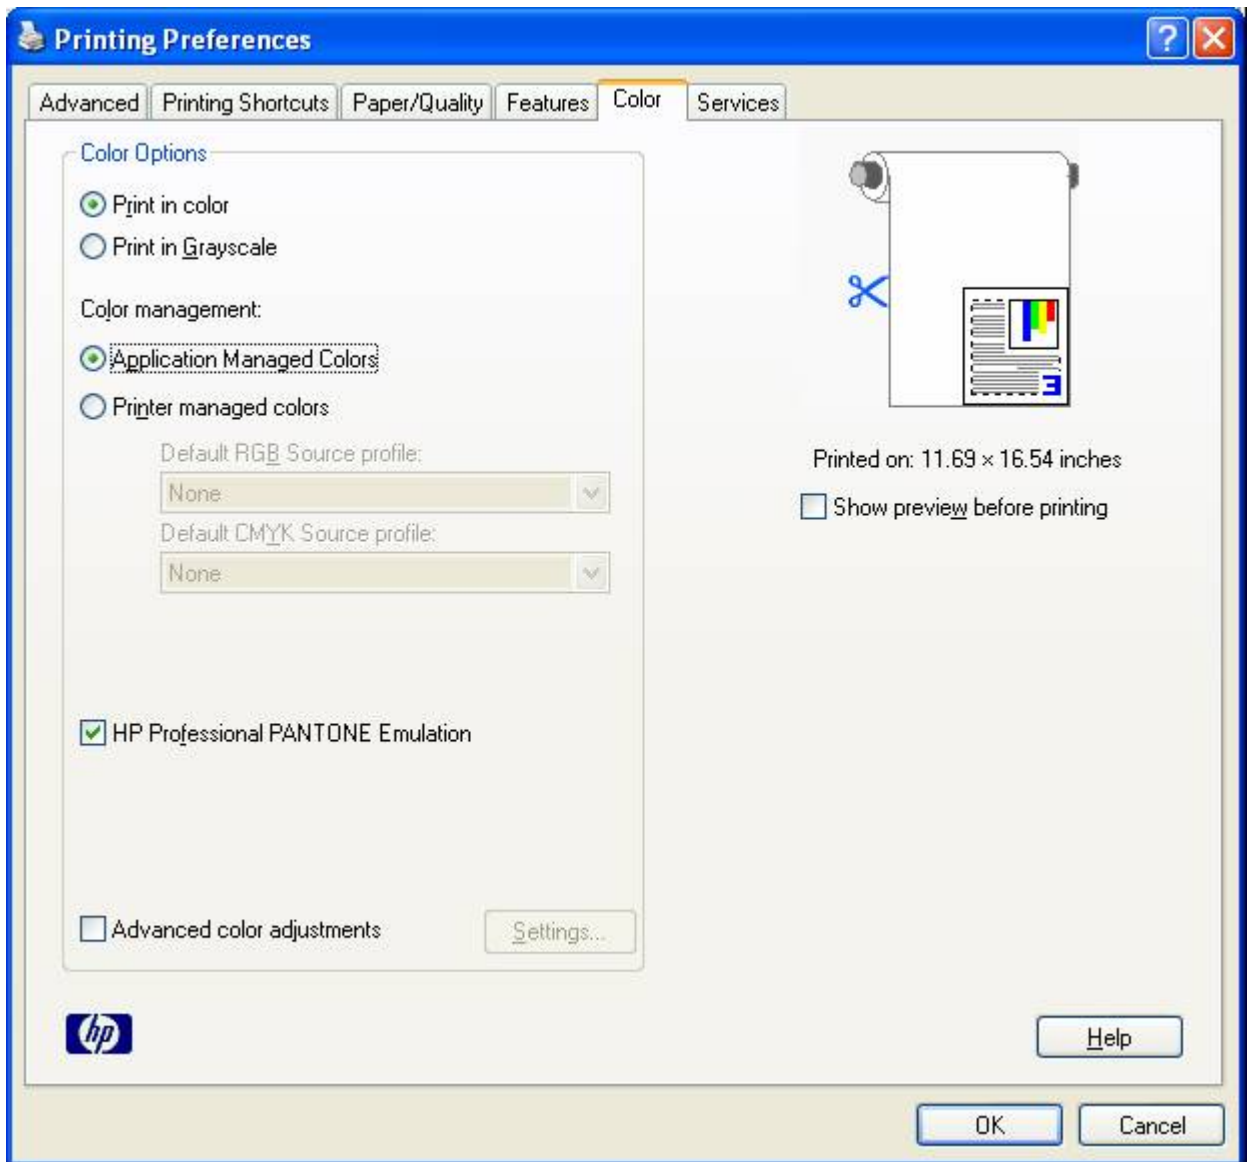 Printing Preferences
Advanced Printing Shortcuts Paper/Quality Features Color Services
Color Options
Print in color
Print in Grayscale
Color management:
Application Managed Colors
Printer managed colors
Default RGB Source profile:
None
Default CMYK Source profile:
None
HP Professional PANTONE Emulation
Advanced color adjustments
Settings...
3
Printed on: 11.69 × 16.54 inches
Show preview before printing
hp
Help
OK
Cancel